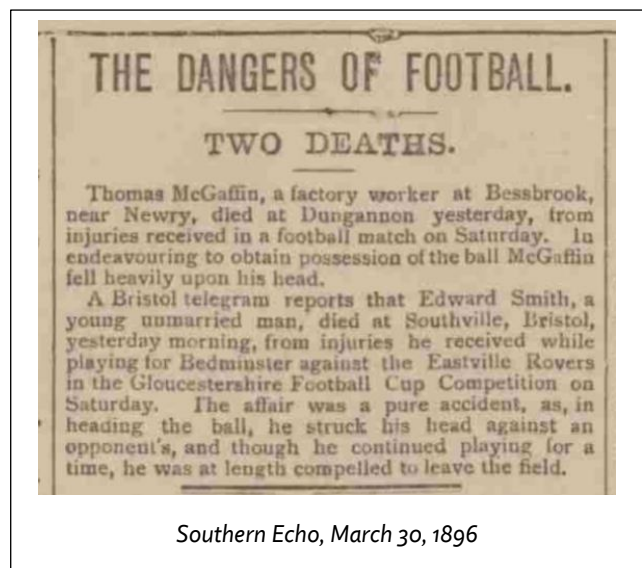 THE DANGERS OF FOOTBALL.
TWO DEATHS.
Thomas McGaffin, a factory worker at Bessbrook,
near Newry, died at Dungannon yesterday, from
injuries received in a football match on Saturday. In
endeavouring to obtain possession of the ball McGaffin
fell heavily upon his head.
A Bristol telegram reports that Edward Smith, a
young unmarried man, died at Southville, Bristol,
yesterday morning, from injuries he received while
playing for Bedminster against the Eastville Rovers
in the Gloucestershire Football Cup Competition on
Saturday. The affair was a pure accident, as, in
heading the ball, he struck his head against an
opponent's, and though he continued playing for a
time, he was at length compelled to leave the field.
Southern Echo, March 30, 1896